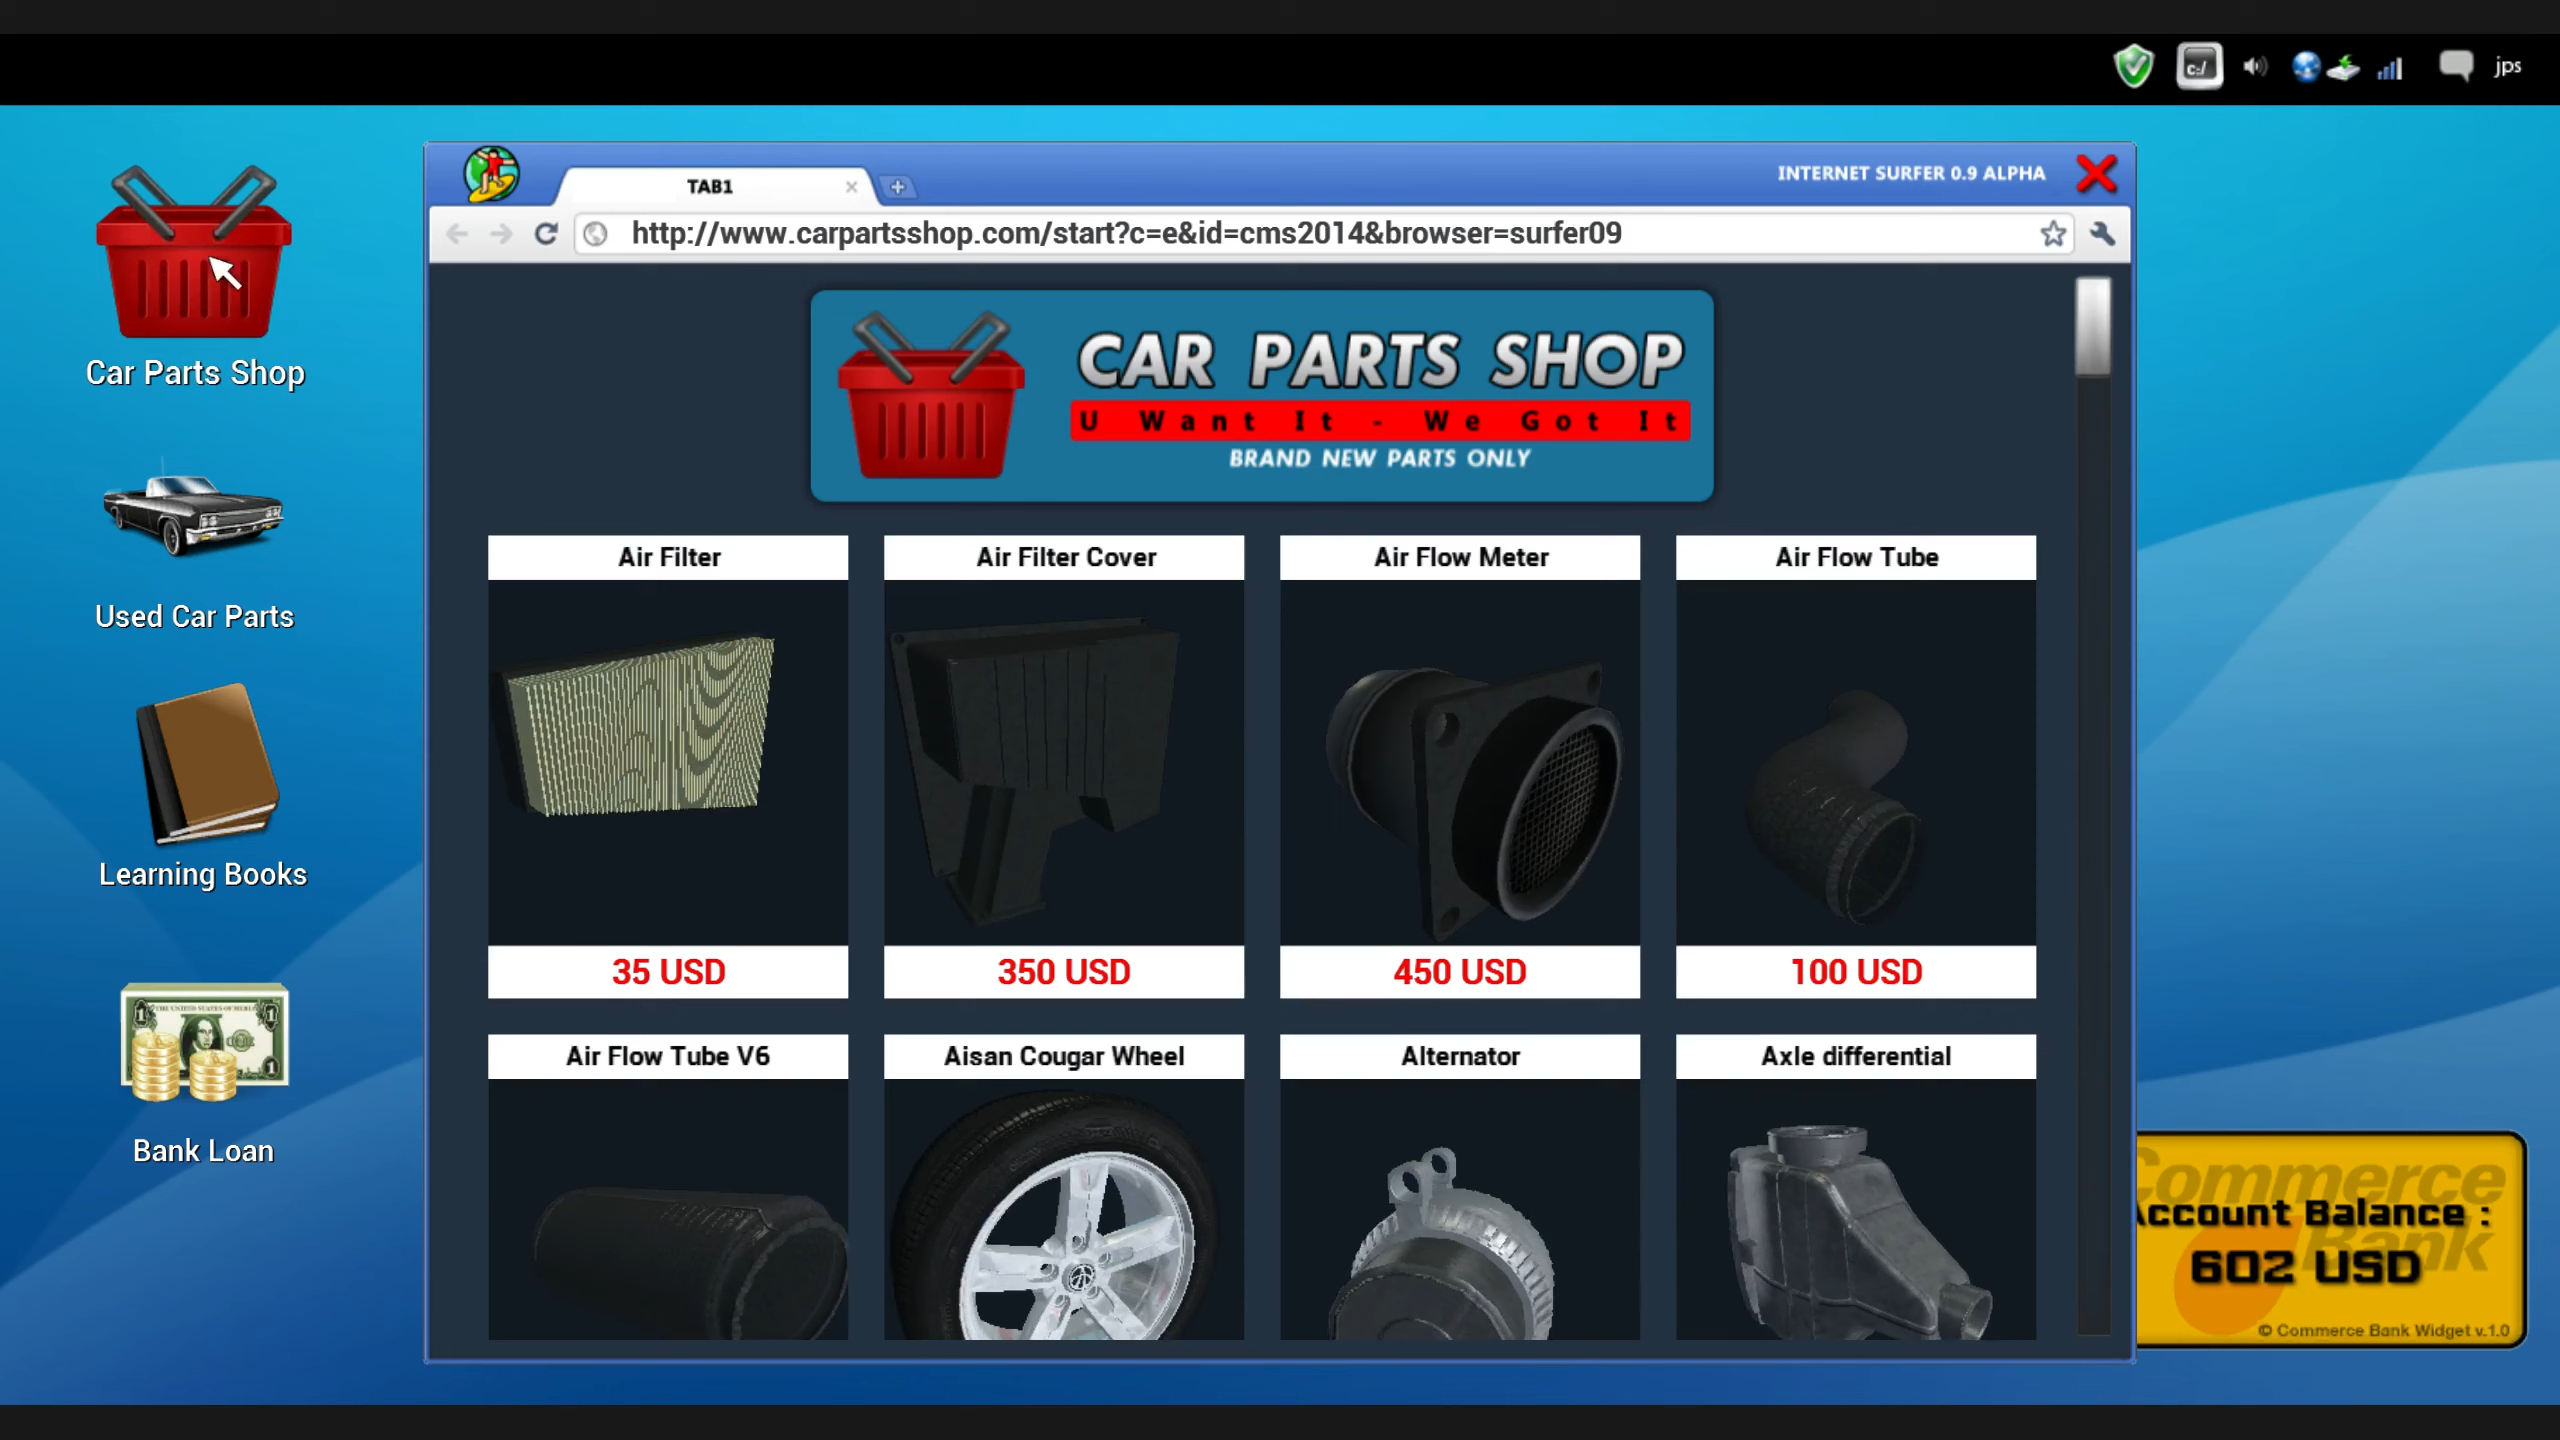 c:/
jps
TAB1
INTERNET SURFER 0.9 ALPHA
http://www.carpartsshop.com/start?c=e&id=cms2014&browser=surfer09
Car Parts Shop
Used Car Parts
Learning Books
Bank Loan
CAR PARTS SHOP
U Want It - We Got It
BRAND NEW PARTS ONLY
Air Filter
Air Filter Cover
Air Flow Meter
Air Flow Tube
35 USD
350 USD
450 USD
100 USD
Air Flow Tube V6
Aisan Cougar Wheel
Alternator
Axle differential
Commerce
Bank
Account Balance :
602 USD
© Commerce Bank Widget v.1.0